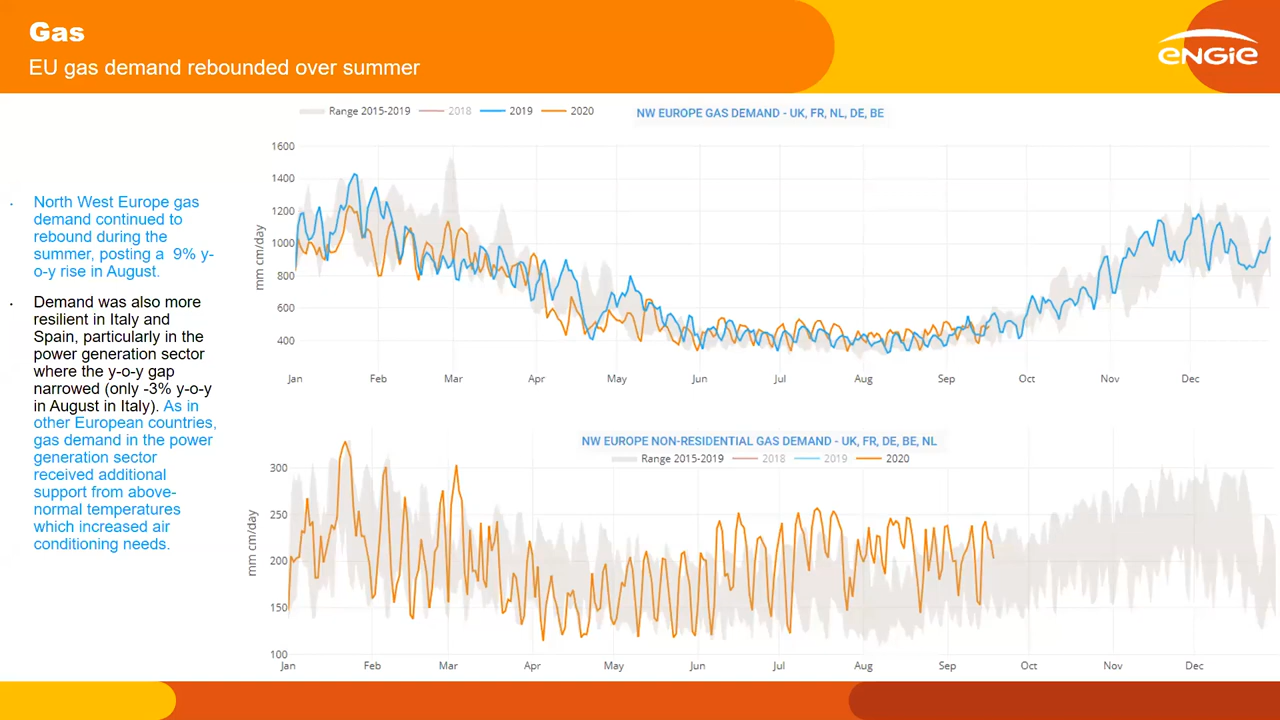 Gas
EU gas demand rebounded over summer
ENGIE
North West Europe gas
demand continued to
rebound during the
summer, posting a 9% y-
o-y rise in August.
Demand was also more
resilient in Italy and
Spain, particularly in the
power generation sector
where the y-o-y gap
narrowed (only -3% y-o-y
in August in Italy). As in
other European countries,
gas demand in the power
generation sector
received additional
support from above-
normal temperatures
which increased air
conditioning needs.
Range 2015-2019 2018 2019 2020
NW EUROPE GAS DEMAND - UK, FR, NL, DE, BE
mm cm/day
1600
1400
1200
1000
800
600
400
Jan Feb Mar Apr May Jun Jul Aug Sep Oct Nov Dec
NW EUROPE NON-RESIDENTIAL GAS DEMAND - UK, FR, DE, BE, NL
Range 2015-2019 2018 2019 2020
mm cm/day
300
250
200
150
100
Jan Feb Mar Apr May Jun Jul Aug Sep Oct Nov Dec